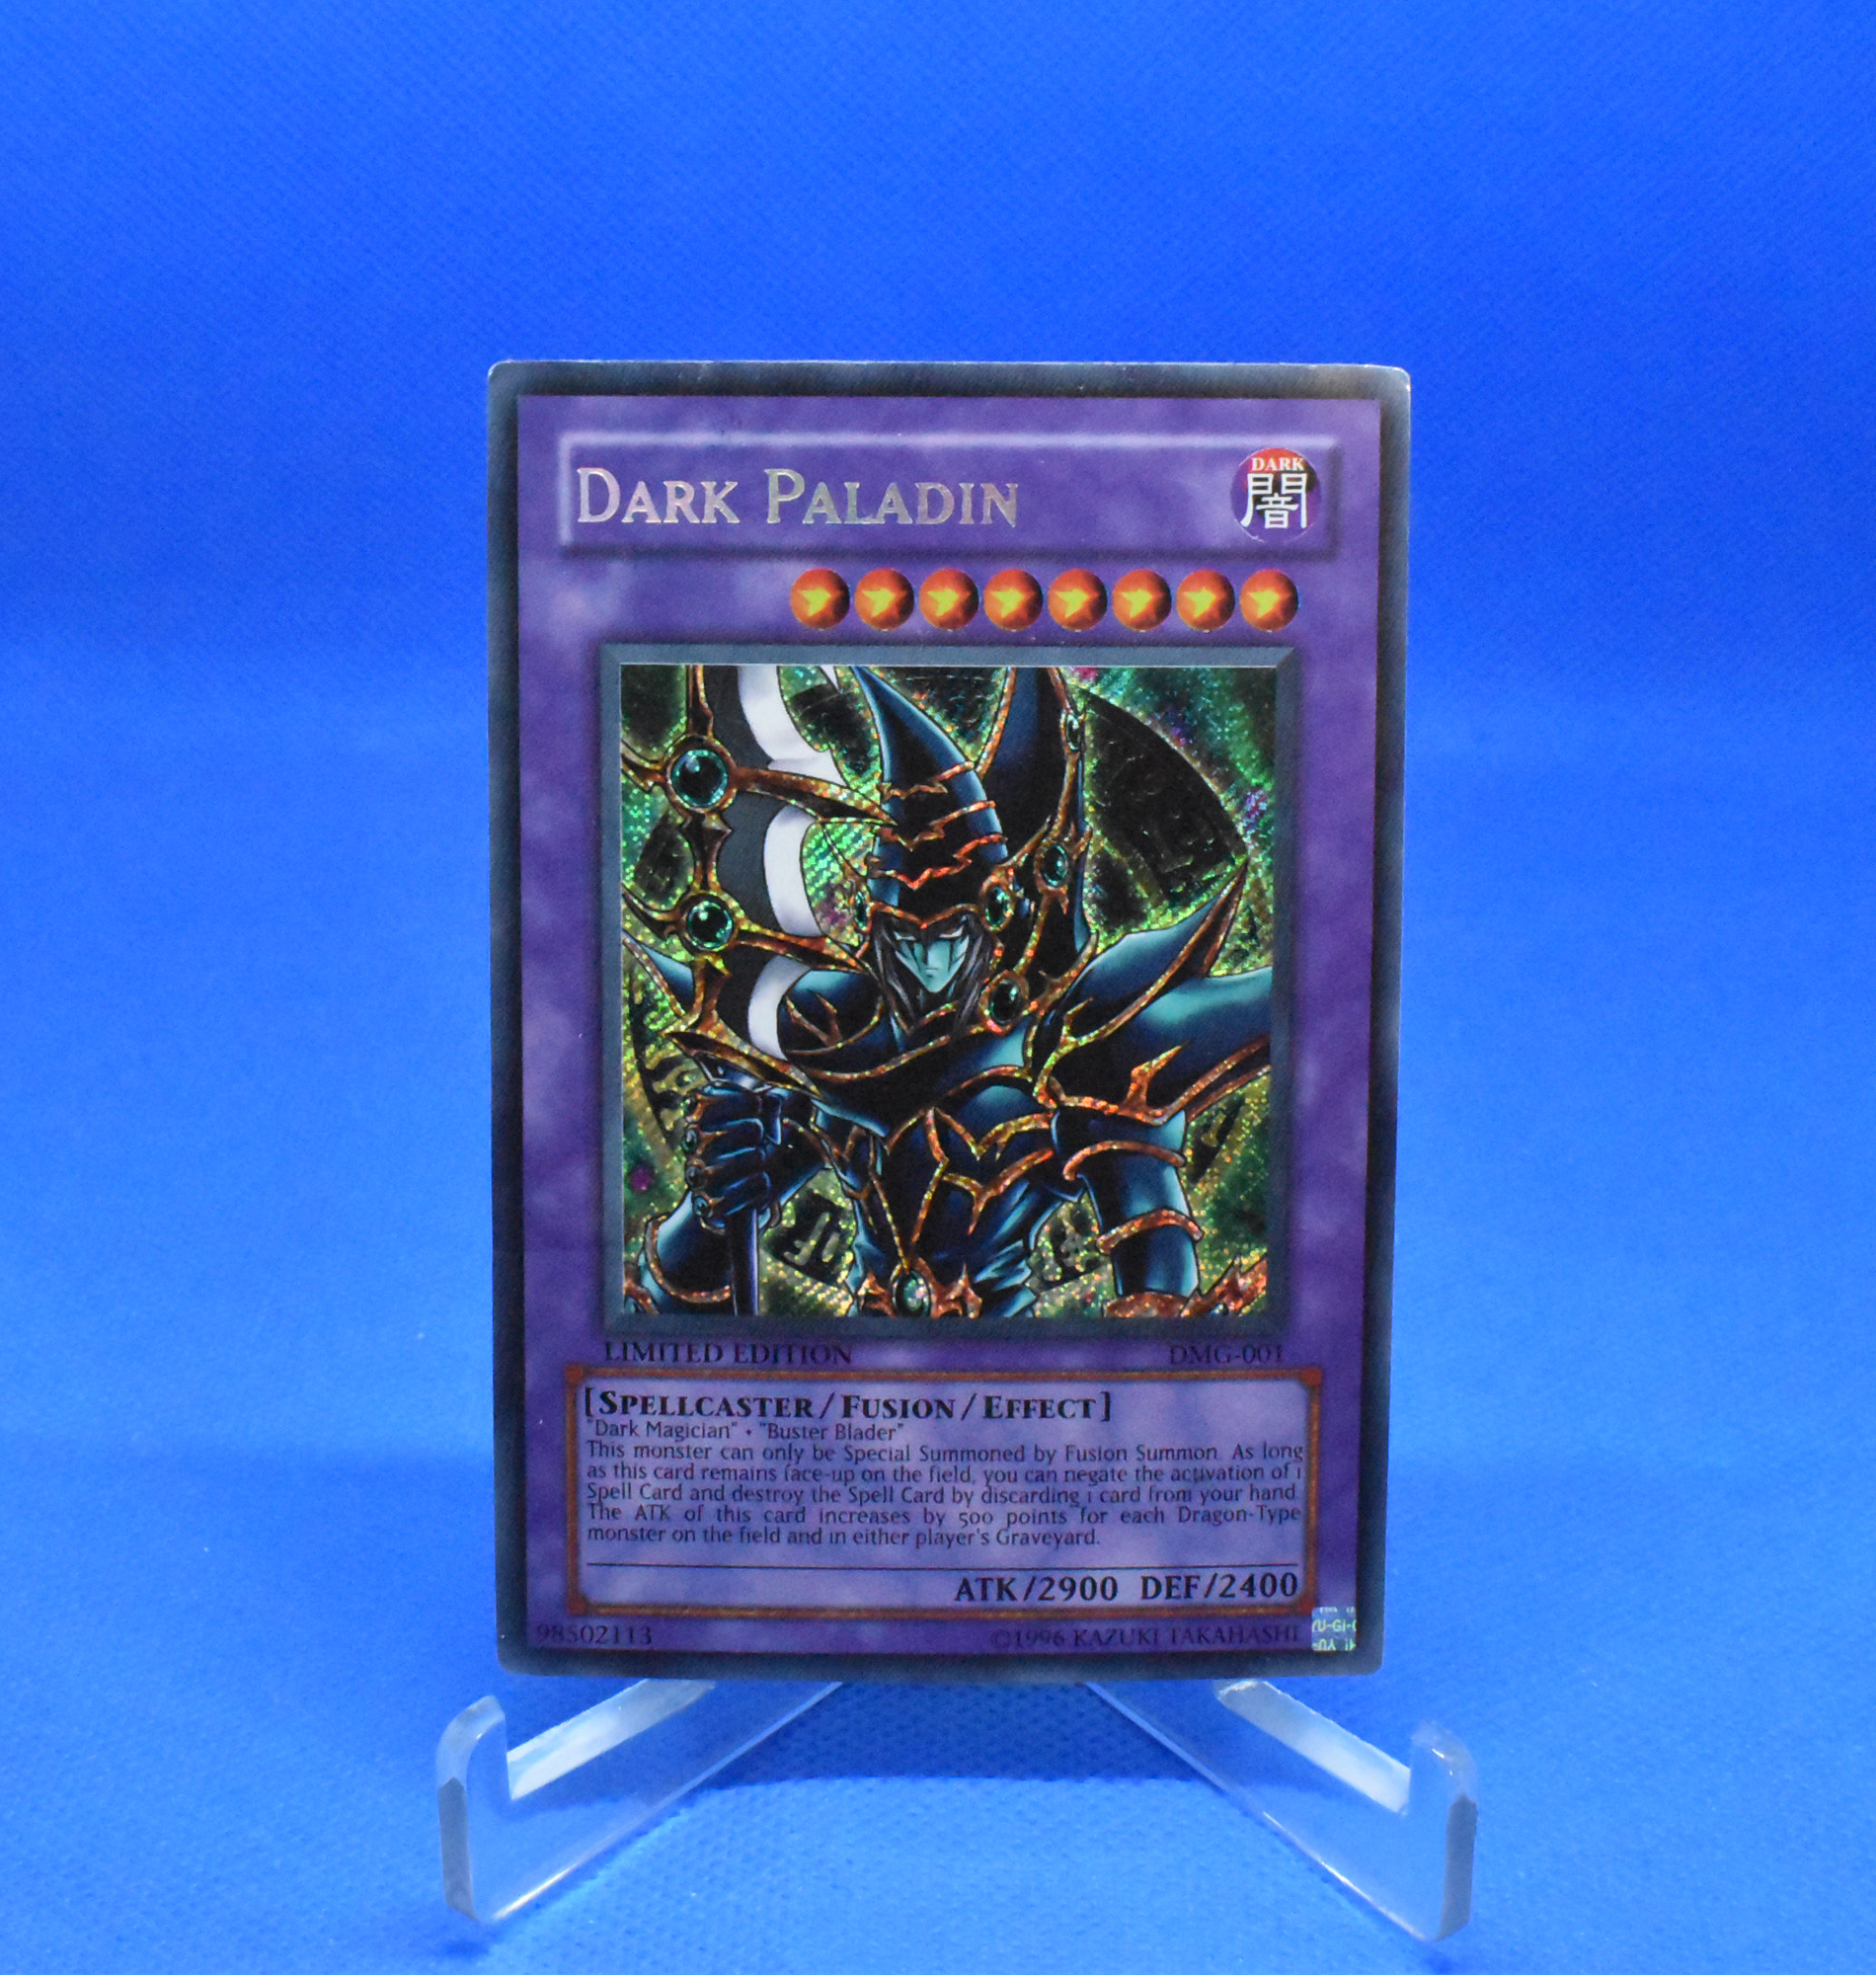 DARK PALADIN
DARK
闇
LIMITED EDITION
DMG-001
[SPELLCASTER/FUSION/EFFECT]
"Dark Magician" • "Buster Blader"
This monster can only be Special Summoned by Fusion Summon. As long
as this card remains face-up on the field, you can negate the activation of 1
Spell Card and destroy the Spell Card by discarding 1 card from your hand.
The ATK of this card increases by 500 points for each Dragon-Type
monster on the field and in either player's Graveyard.
ATK/2900 DEF/2400
98502113
©1996 KAZUKI TAKAHASHI
YU-GI-O